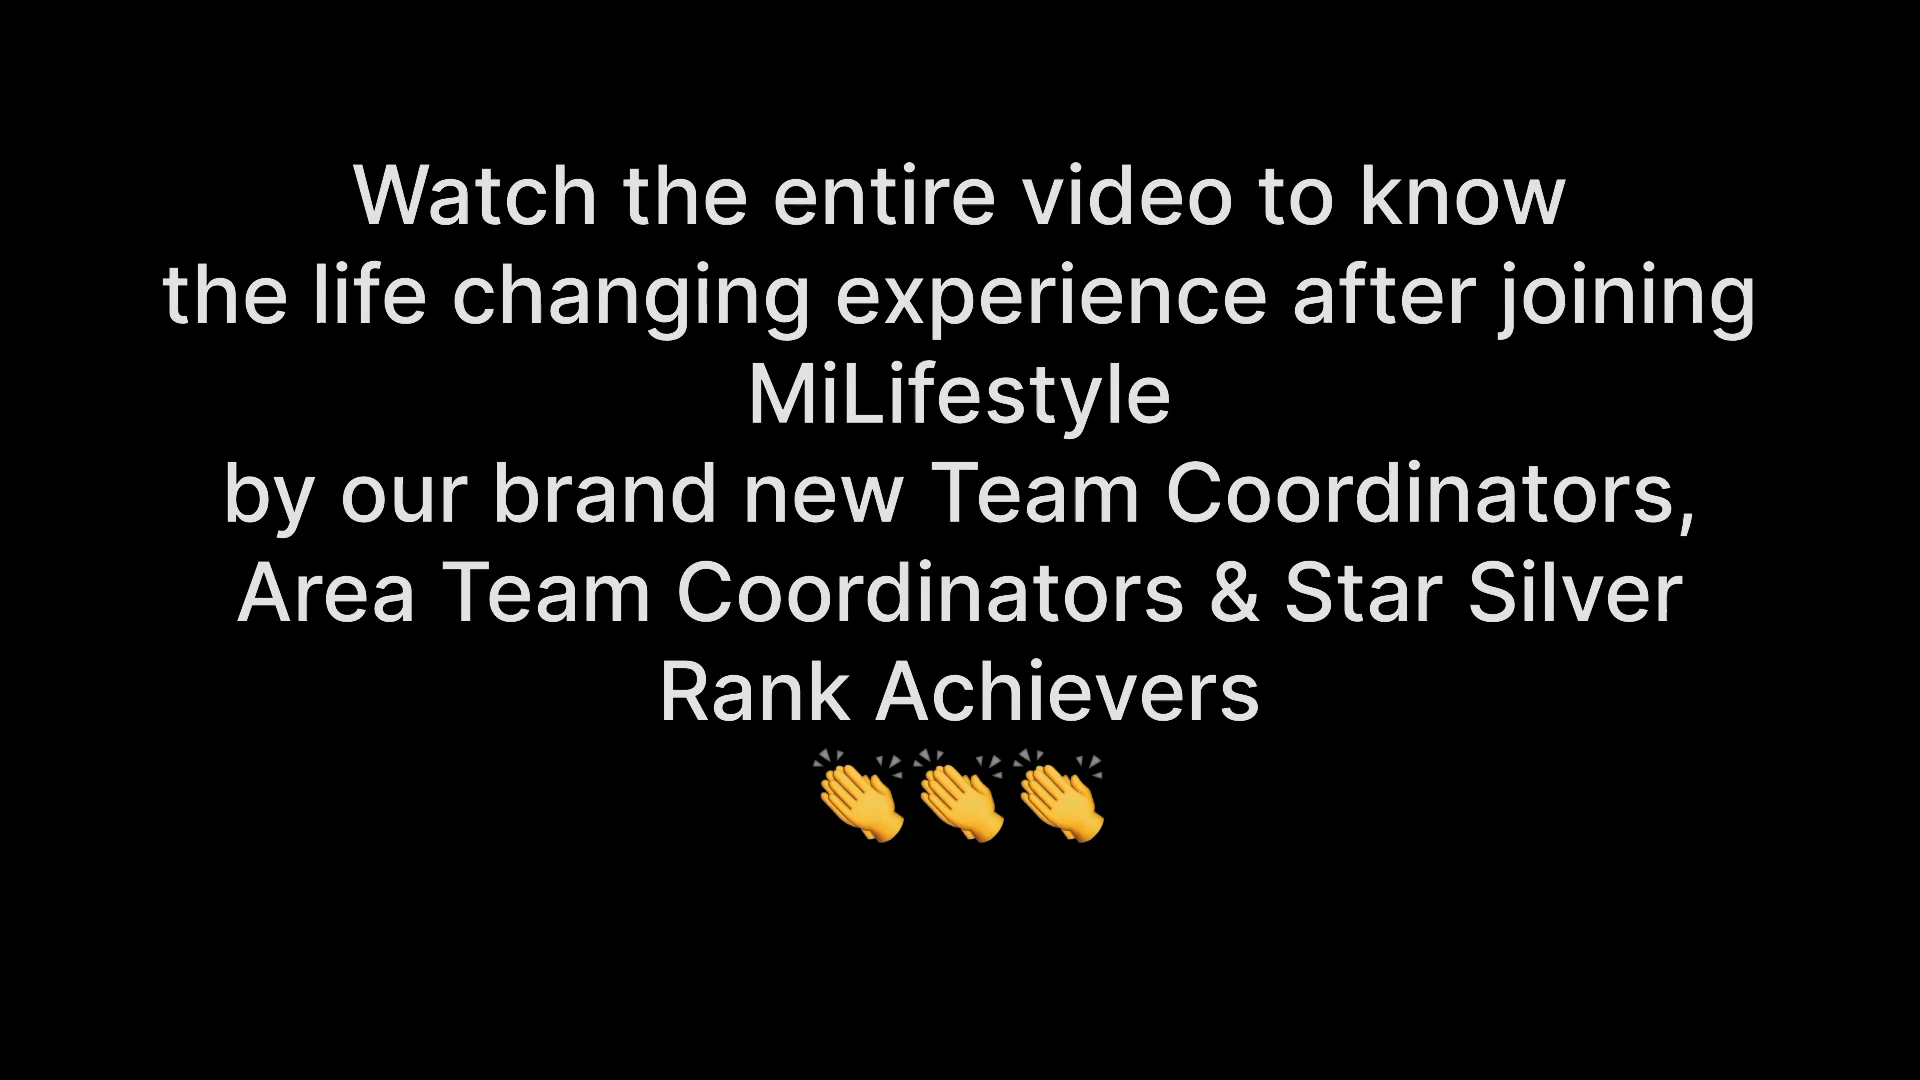 Watch the entire video to know
the life changing experience after joining
MiLifestyle
by our brand new Team Coordinators,
Area Team Coordinators & Star Silver
Rank Achievers
👏👏👏